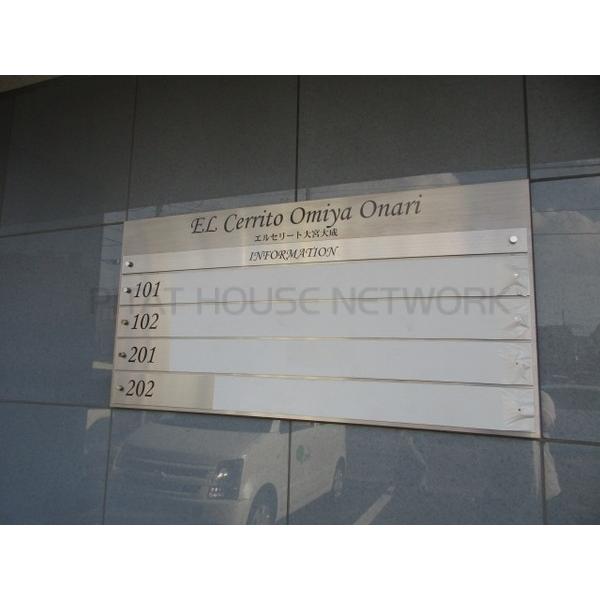 EL Cerrito Omiya Onari
エルセリート大宮大成
INFORMATION
101
PHAT HOUSE NETWORK
102
201
202